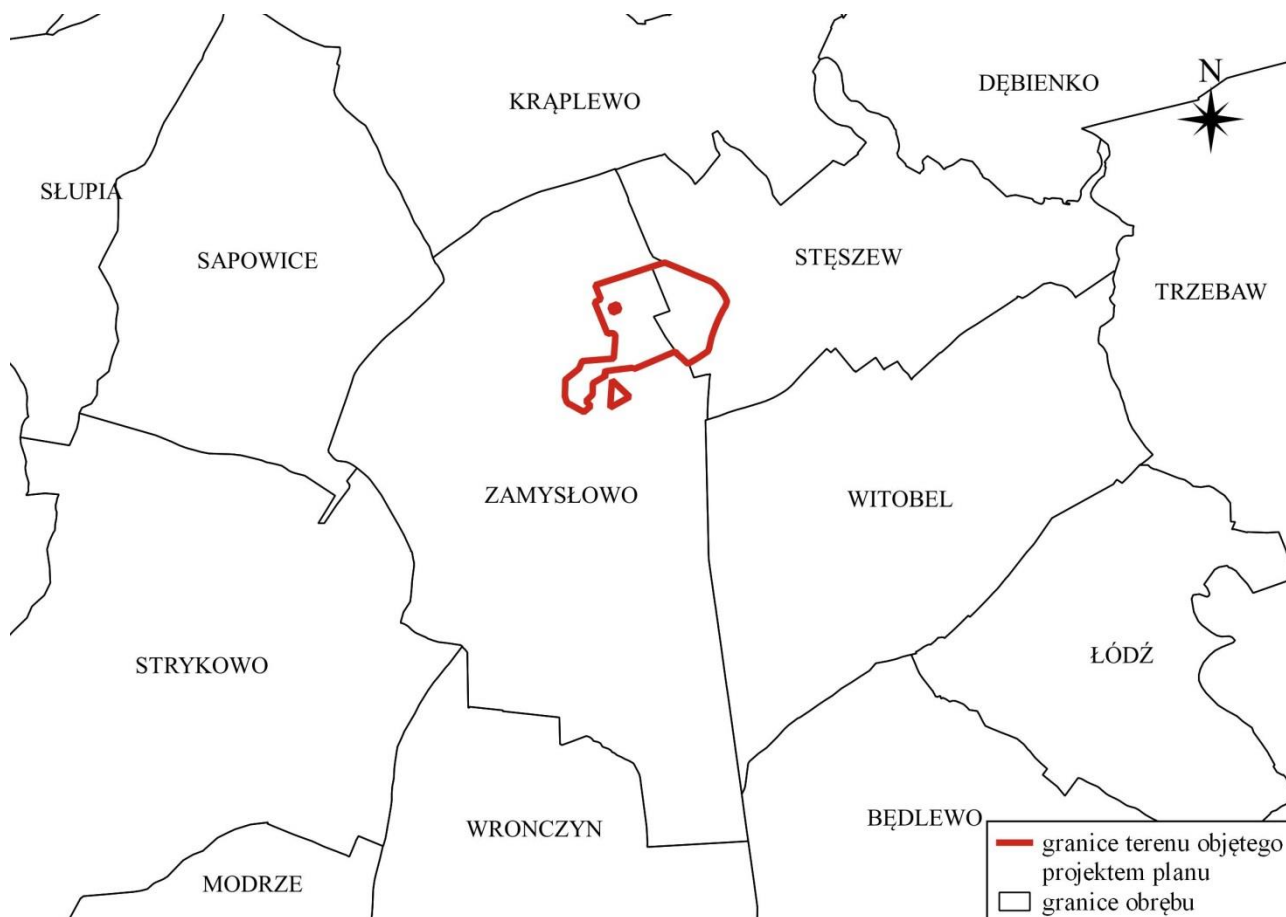 DĘBIENKO
N
KRĄPLEWO
SŁUPIA
SAPOWICE
STĘSZEW
TRZEBAW
ZAMYSŁOWO
WITOBEL
STRYKOWO
ŁÓDŹ
WRONCZYN
BĘDLEWO
MODRZE
granice terenu objętego
projektem planu
granice obrębu